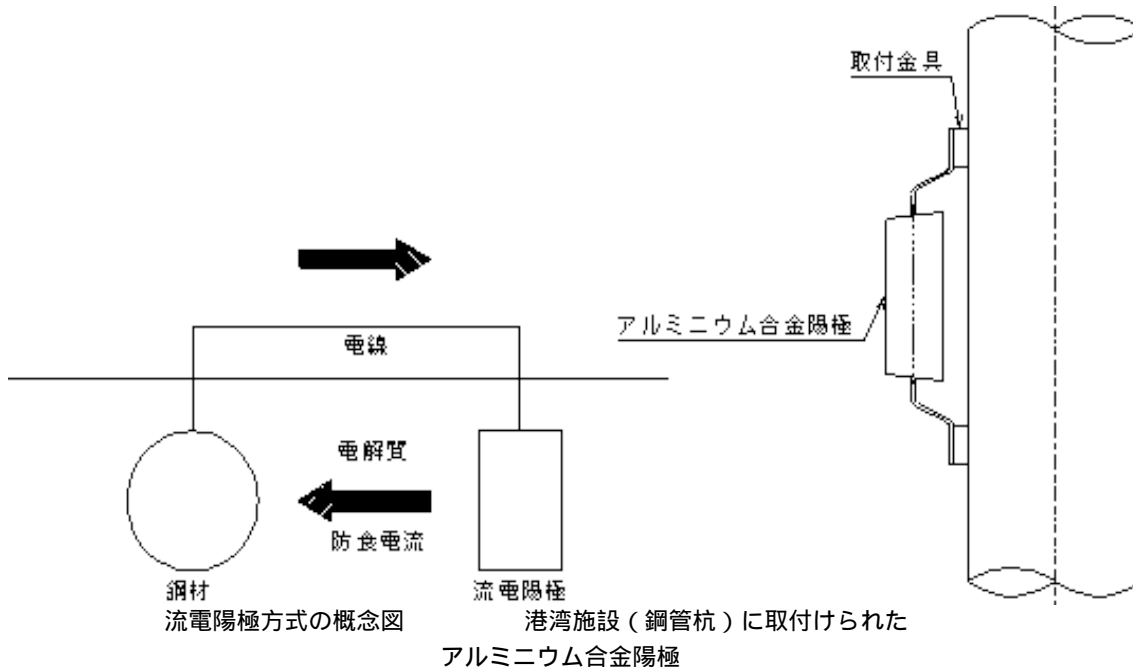 取付金具
アルミニウム合金陽極
電線
電解質
防食電流
鋼材
流電陽極
流電陽極方式の概念図
港湾施設（鋼管杭）に取付けられた
アルミニウム合金陽極